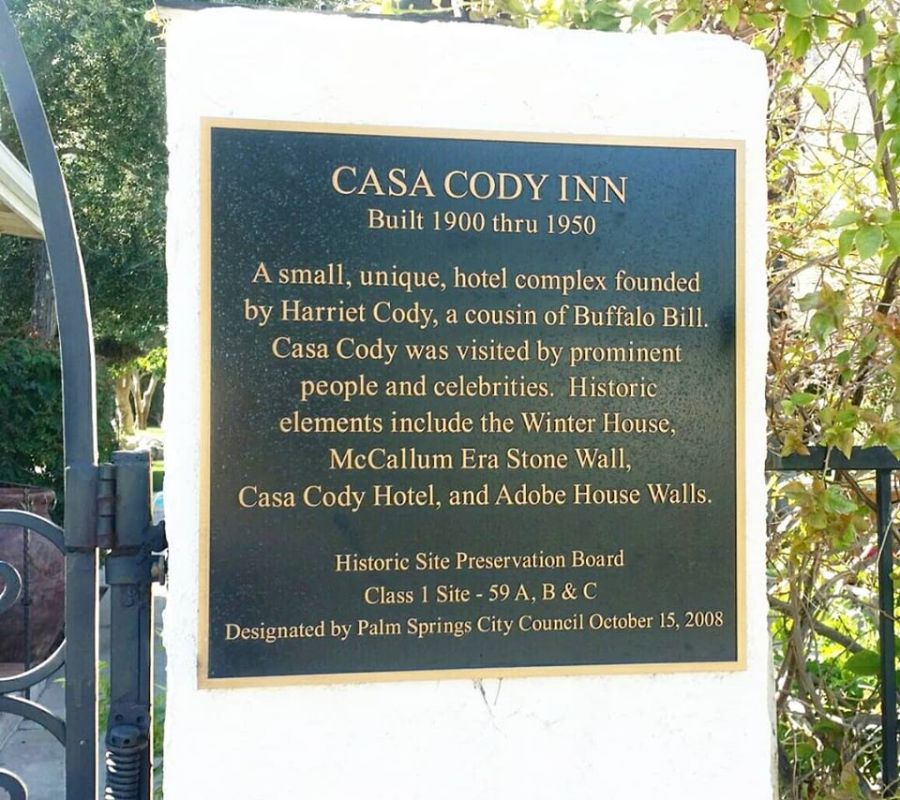 CASA CODY INN
Built 1900 thru 1950
A small, unique, hotel complex founded
by Harriet Cody, a cousin of Buffalo Bill.
Casa Cody was visited by prominent
people and celebrities. Historic
elements include the Winter House,
McCallum Era Stone Wall,
Casa Cody Hotel, and Adobe House Walls.
Historic Site Preservation Board
Class 1 Site - 59 A, B & C
Designated by Palm Springs City Council October 15, 2008